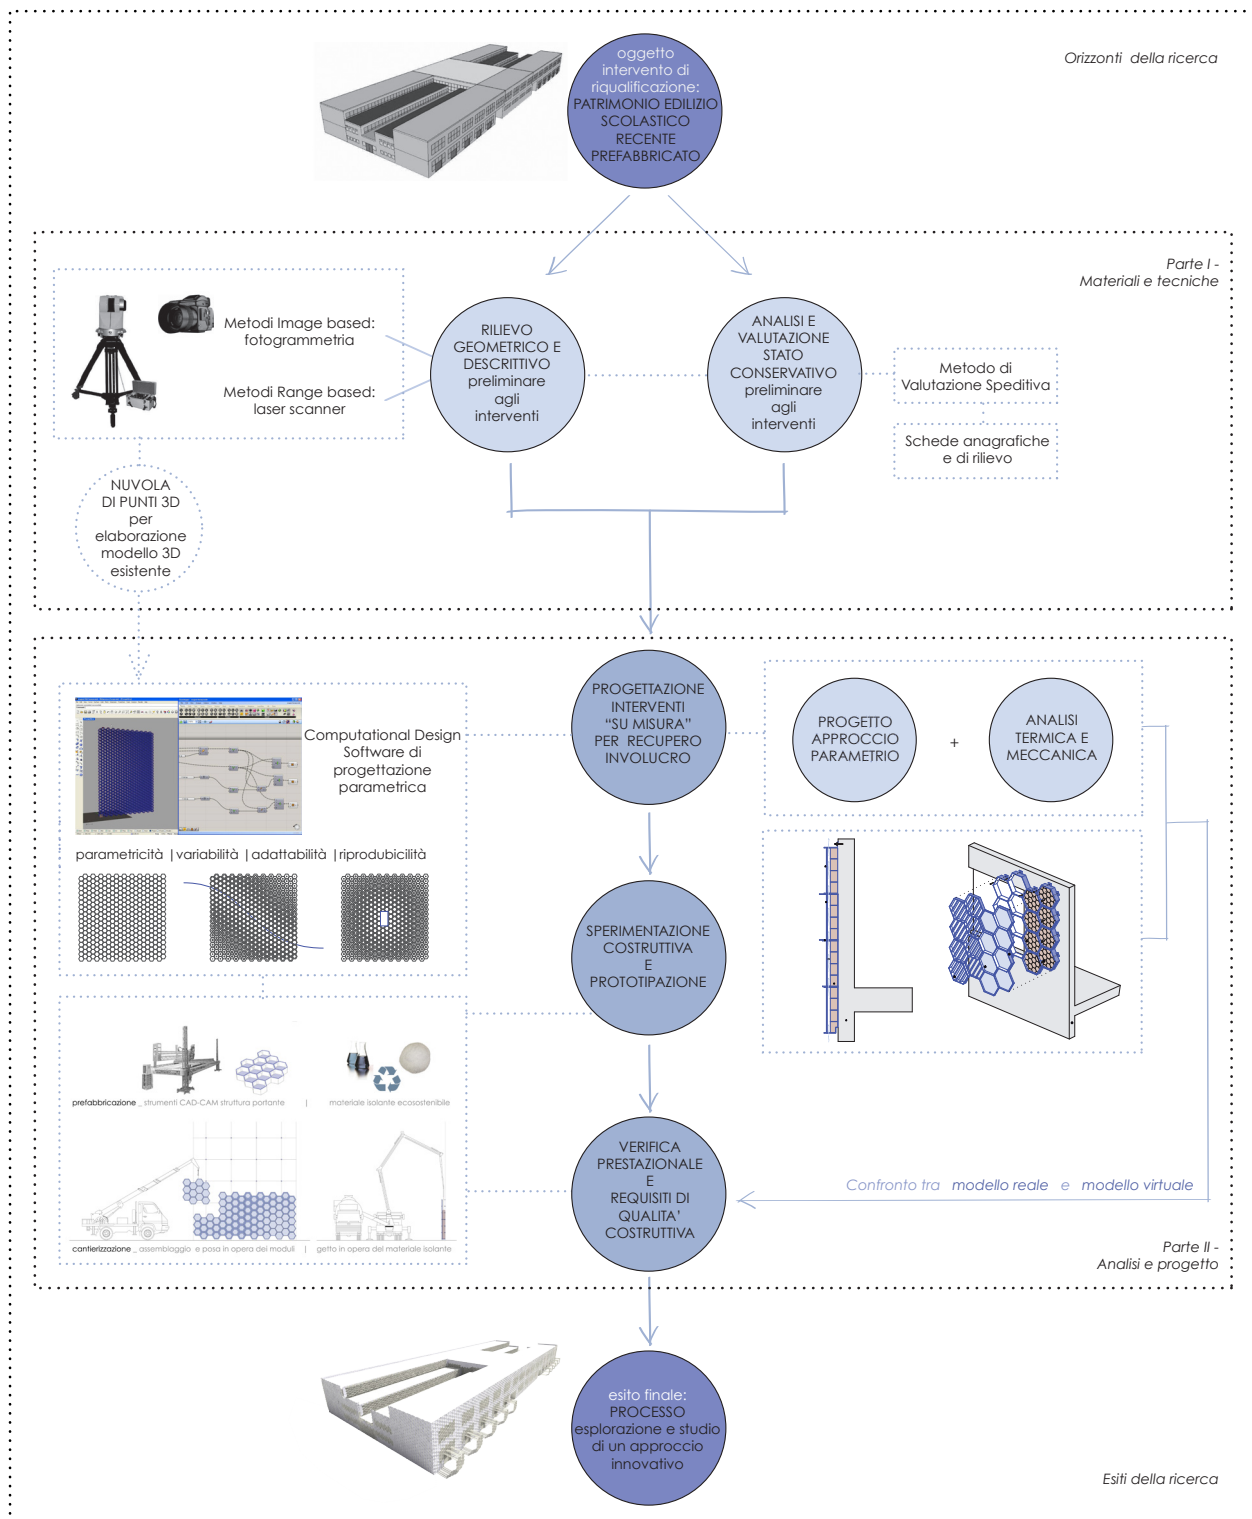 Orizzonti della ricerca
oggetto
intervento di
riqualificazione:
PATRIMONIO EDILIZIO
SCOLASTICO
RECENTE
PREFABBRICATO
Parte I -
Materiali e tecniche
Metodi Image based:
fotogrammetria
Metodi Range based:
laser scanner
RILIEVO
GEOMETRICO E
DESCRITTIVO
preliminare
agli
interventi
ANALISI E
VALUTAZIONE
STATO
CONSERVATIVO
preliminare
agli
interventi
Metodo di
Valutazione Speditiva
Schede anagrafiche
e di rilievo
NUVOLA
DI PUNTI 3D
per
elaborazione
modello 3D
esistente
Computational Design
Software di
progettazione
parametrica
parametricità |variabilità |adattabilità |riprodubicilità
PROGETTAZIONE
INTERVENTI
“SU MISURA”
PER RECUPERO
INVOLUCRO
PROGETTO
APPROCCIO
PARAMETRIO
+
ANALISI
TERMICA E
MECCANICA
SPERIMENTAZIONE
COSTRUTTIVA
E
PROTOTIPAZIONE
prefabbricazione _ strumenti CAD-CAM struttura portante | materiale isolante ecosostenibile
cantierizzazione _ assemblaggio e posa in opera dei moduli | getto in opera del materiale isolante
VERIFICA
PRESTAZIONALE
E
REQUISITI DI
QUALITA'
COSTRUTTIVA
Confronto tra modello reale e modello virtuale
Parte II -
Analisi e progetto
esito finale:
PROCESSO
esplorazione e studio
di un approccio
innovativo
Esiti della ricerca